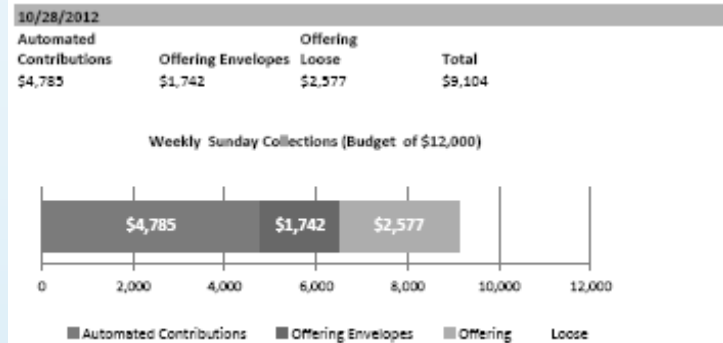 10/28/2012
Automated Offering
Contributions Offering Envelopes Loose Total
$4,785 $1,742 $2,577 $9,104
Weekly Sunday Collections (Budget of $12,000)
$4,785 $1,742 $2,577
0 2,000 4,000 6,000 8,000 10,000 12,000
Automated Contributions Offering Envelopes Offering Loose